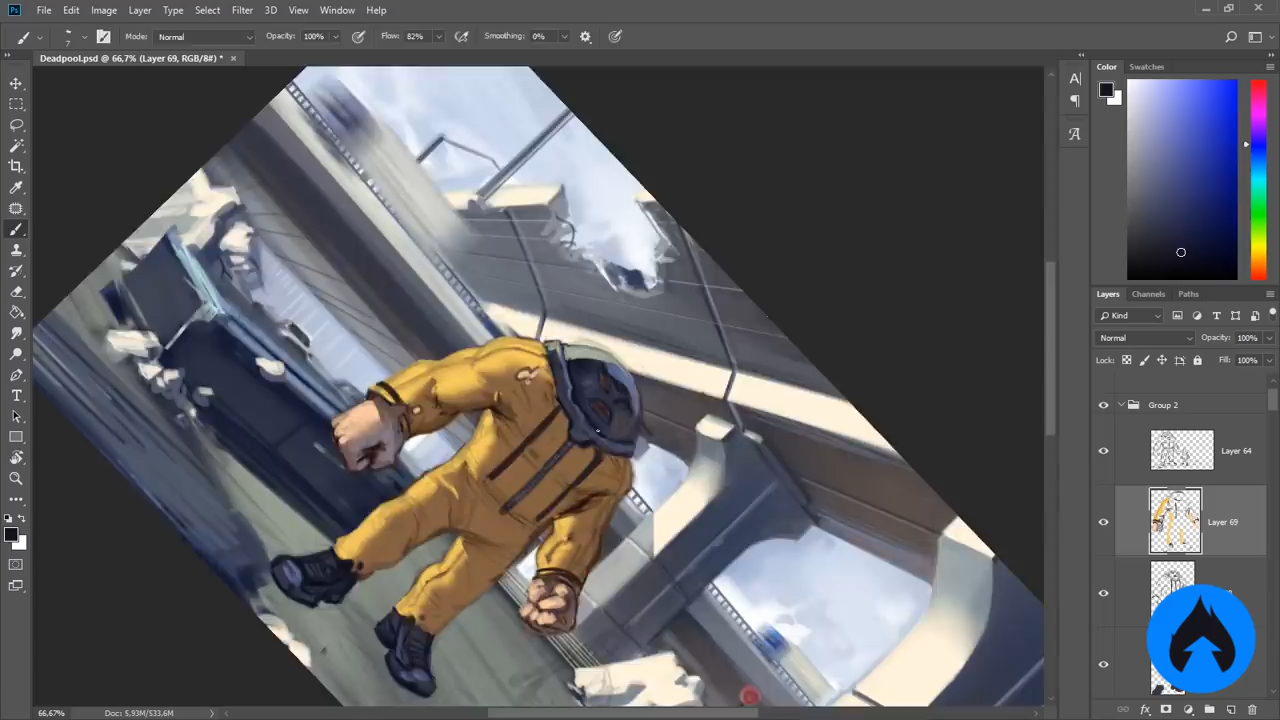 Ps File Edit Image Layer Type Select Filter 3D View Window Help
7 Mode: Normal Opacity: 100% Flow: 82% Smoothing: 0%
Deadpool.psd @ 66,7% (Layer 69, RGB/8#) *
Color Swatches
Layers Channels Paths
Kind
Normal Opacity: 100%
Lock: Fill: 100%
Group 2
Layer 64
Layer 69
66,67% Doc: 5,93M/533,6M